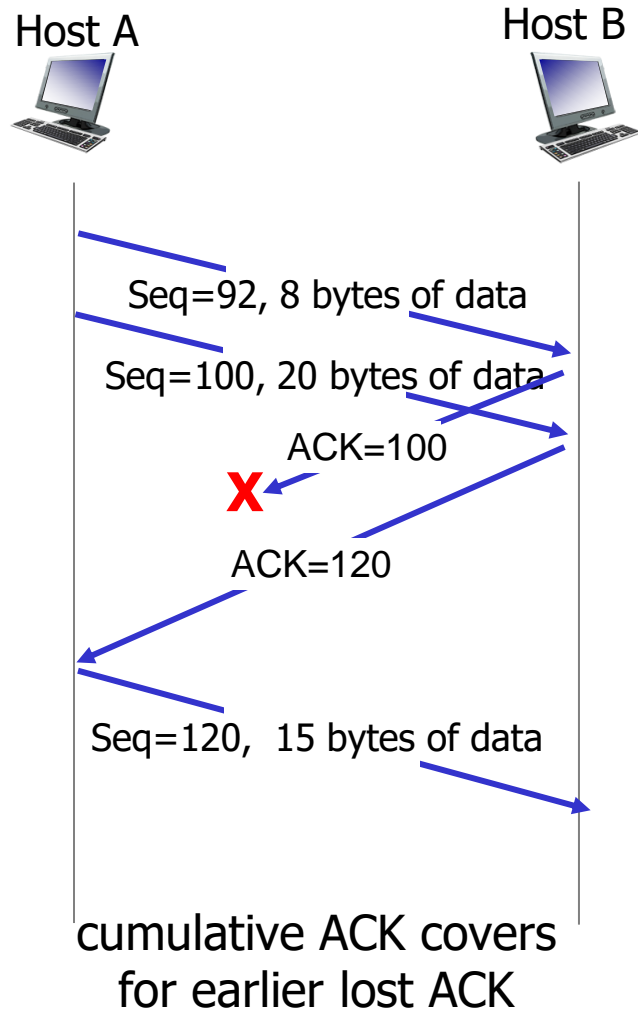 Host A
Host B
Seq=92, 8 bytes of data
Seq=100, 20 bytes of data
ACK=100
X
ACK=120
Seq=120, 15 bytes of data
cumulative ACK covers
for earlier lost ACK